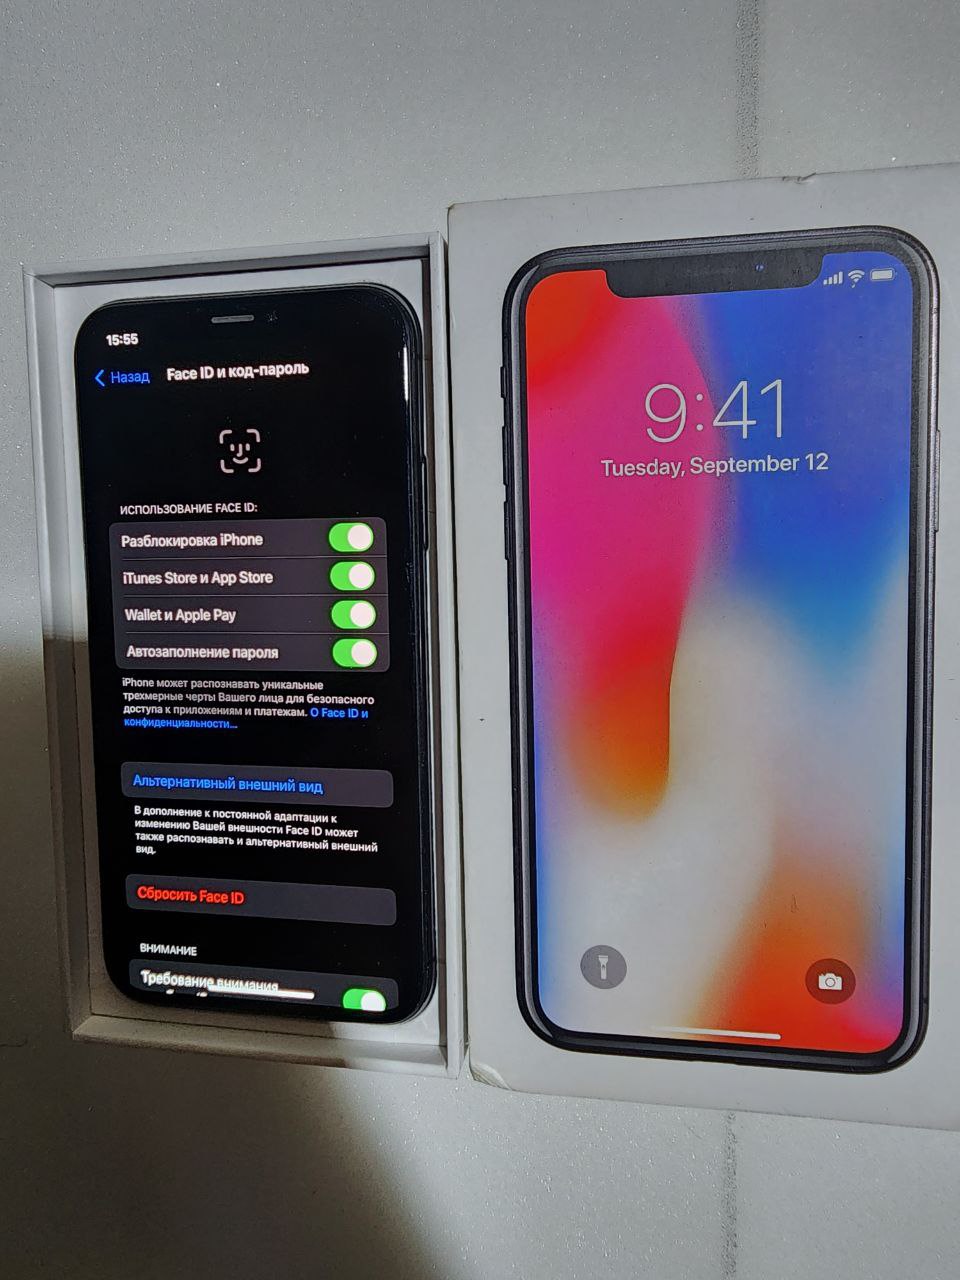 15:55
Назад
Face ID и код-пароль
ИСПОЛЬЗОВАНИЕ FACE ID:
Разблокировка iPhone
iTunes Store и App Store
Wallet и Apple Pay
Автозаполнение пароля
iPhone может распознавать уникальные
трехмерные черты Вашего лица для безопасного
доступа к приложениям и платежам. О Face ID и
конфиденциальности...
Альтернативный внешний вид
В дополнение к постоянной адаптации к
изменению Вашей внешности Face ID может
также распознавать и альтернативный внешний
вид.
Сбросить Face ID
ВНИМАНИЕ
Требование внимания
9:41
Tuesday, September 12